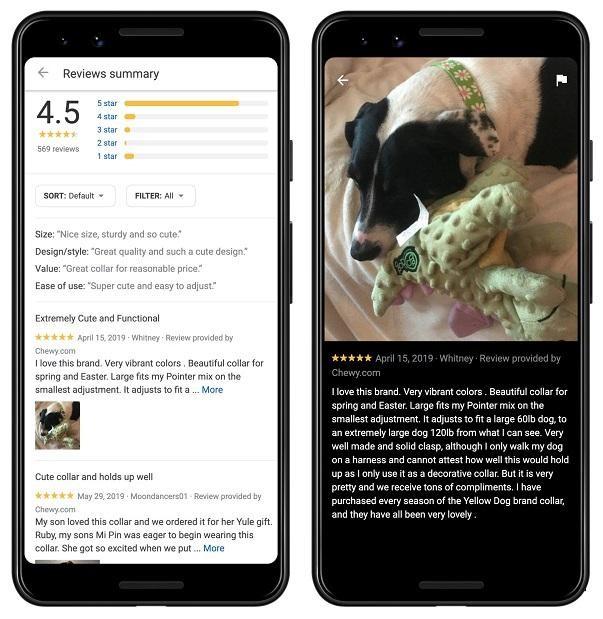 Reviews summary
4.5
569 reviews
5 star
4 star
3 star
2 star
1 star
SORT: Default
FILTER: All
Size: "Nice size, sturdy and so cute."
Design/style: "Great quality and such a cute design."
Value: "Great collar for reasonable price."
Ease of use: "Super cute and easy to adjust."
Extremely Cute and Functional
April 15, 2019 · Whitney · Review provided by
Chewy.com
I love this brand. Very vibrant colors . Beautiful collar for
spring and Easter. Large fits my Pointer mix on the
smallest adjustment. It adjusts to fit a ... More
Cute collar and holds up well
May 29, 2019 · Moondancers01 · Review provided by
Chewy.com
My son loved this collar and we ordered it for her Yule gift.
Ruby, my sons Mi Pin was eager to begin wearing this
collar. She got so excited when we put ... More
April 15, 2019 · Whitney · Review provided by
Chewy.com
I love this brand. Very vibrant colors . Beautiful collar for
spring and Easter. Large fits my Pointer mix on the
smallest adjustment. It adjusts to fit a large 60lb dog, to
an extremely large dog 120lb from what I can see. Very
well made and solid clasp, although I only walk my dog
on a harness and cannot attest how well this would hold
up as I only use it as a decorative collar. But it is very
pretty and we receive tons of compliments. I have
purchased every season of the Yellow Dog brand collar,
and they have all been very lovely .